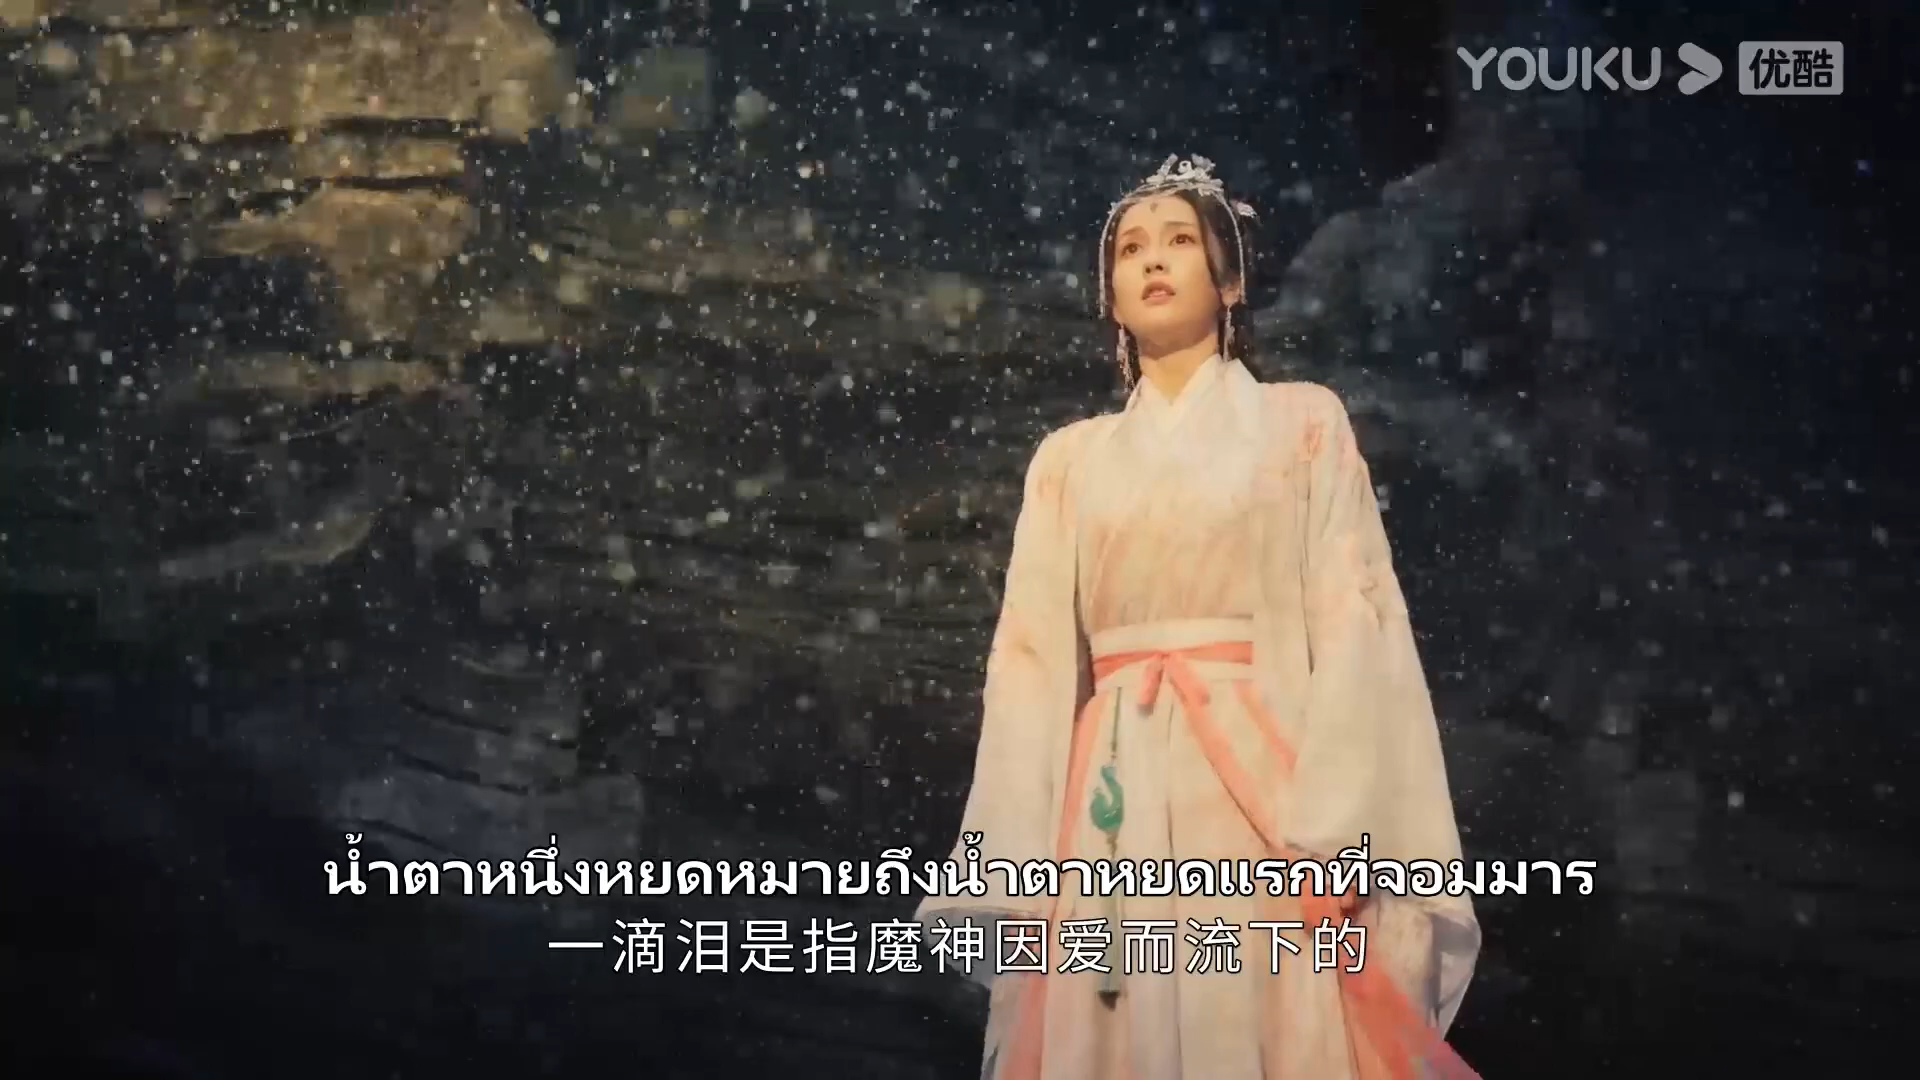 YOUKU 优酷
น้ำตาหนึ่งหยดหมายถึงน้ำตาหยดแรกที่จอมมาร
一滴泪是指魔神因爱而流下的